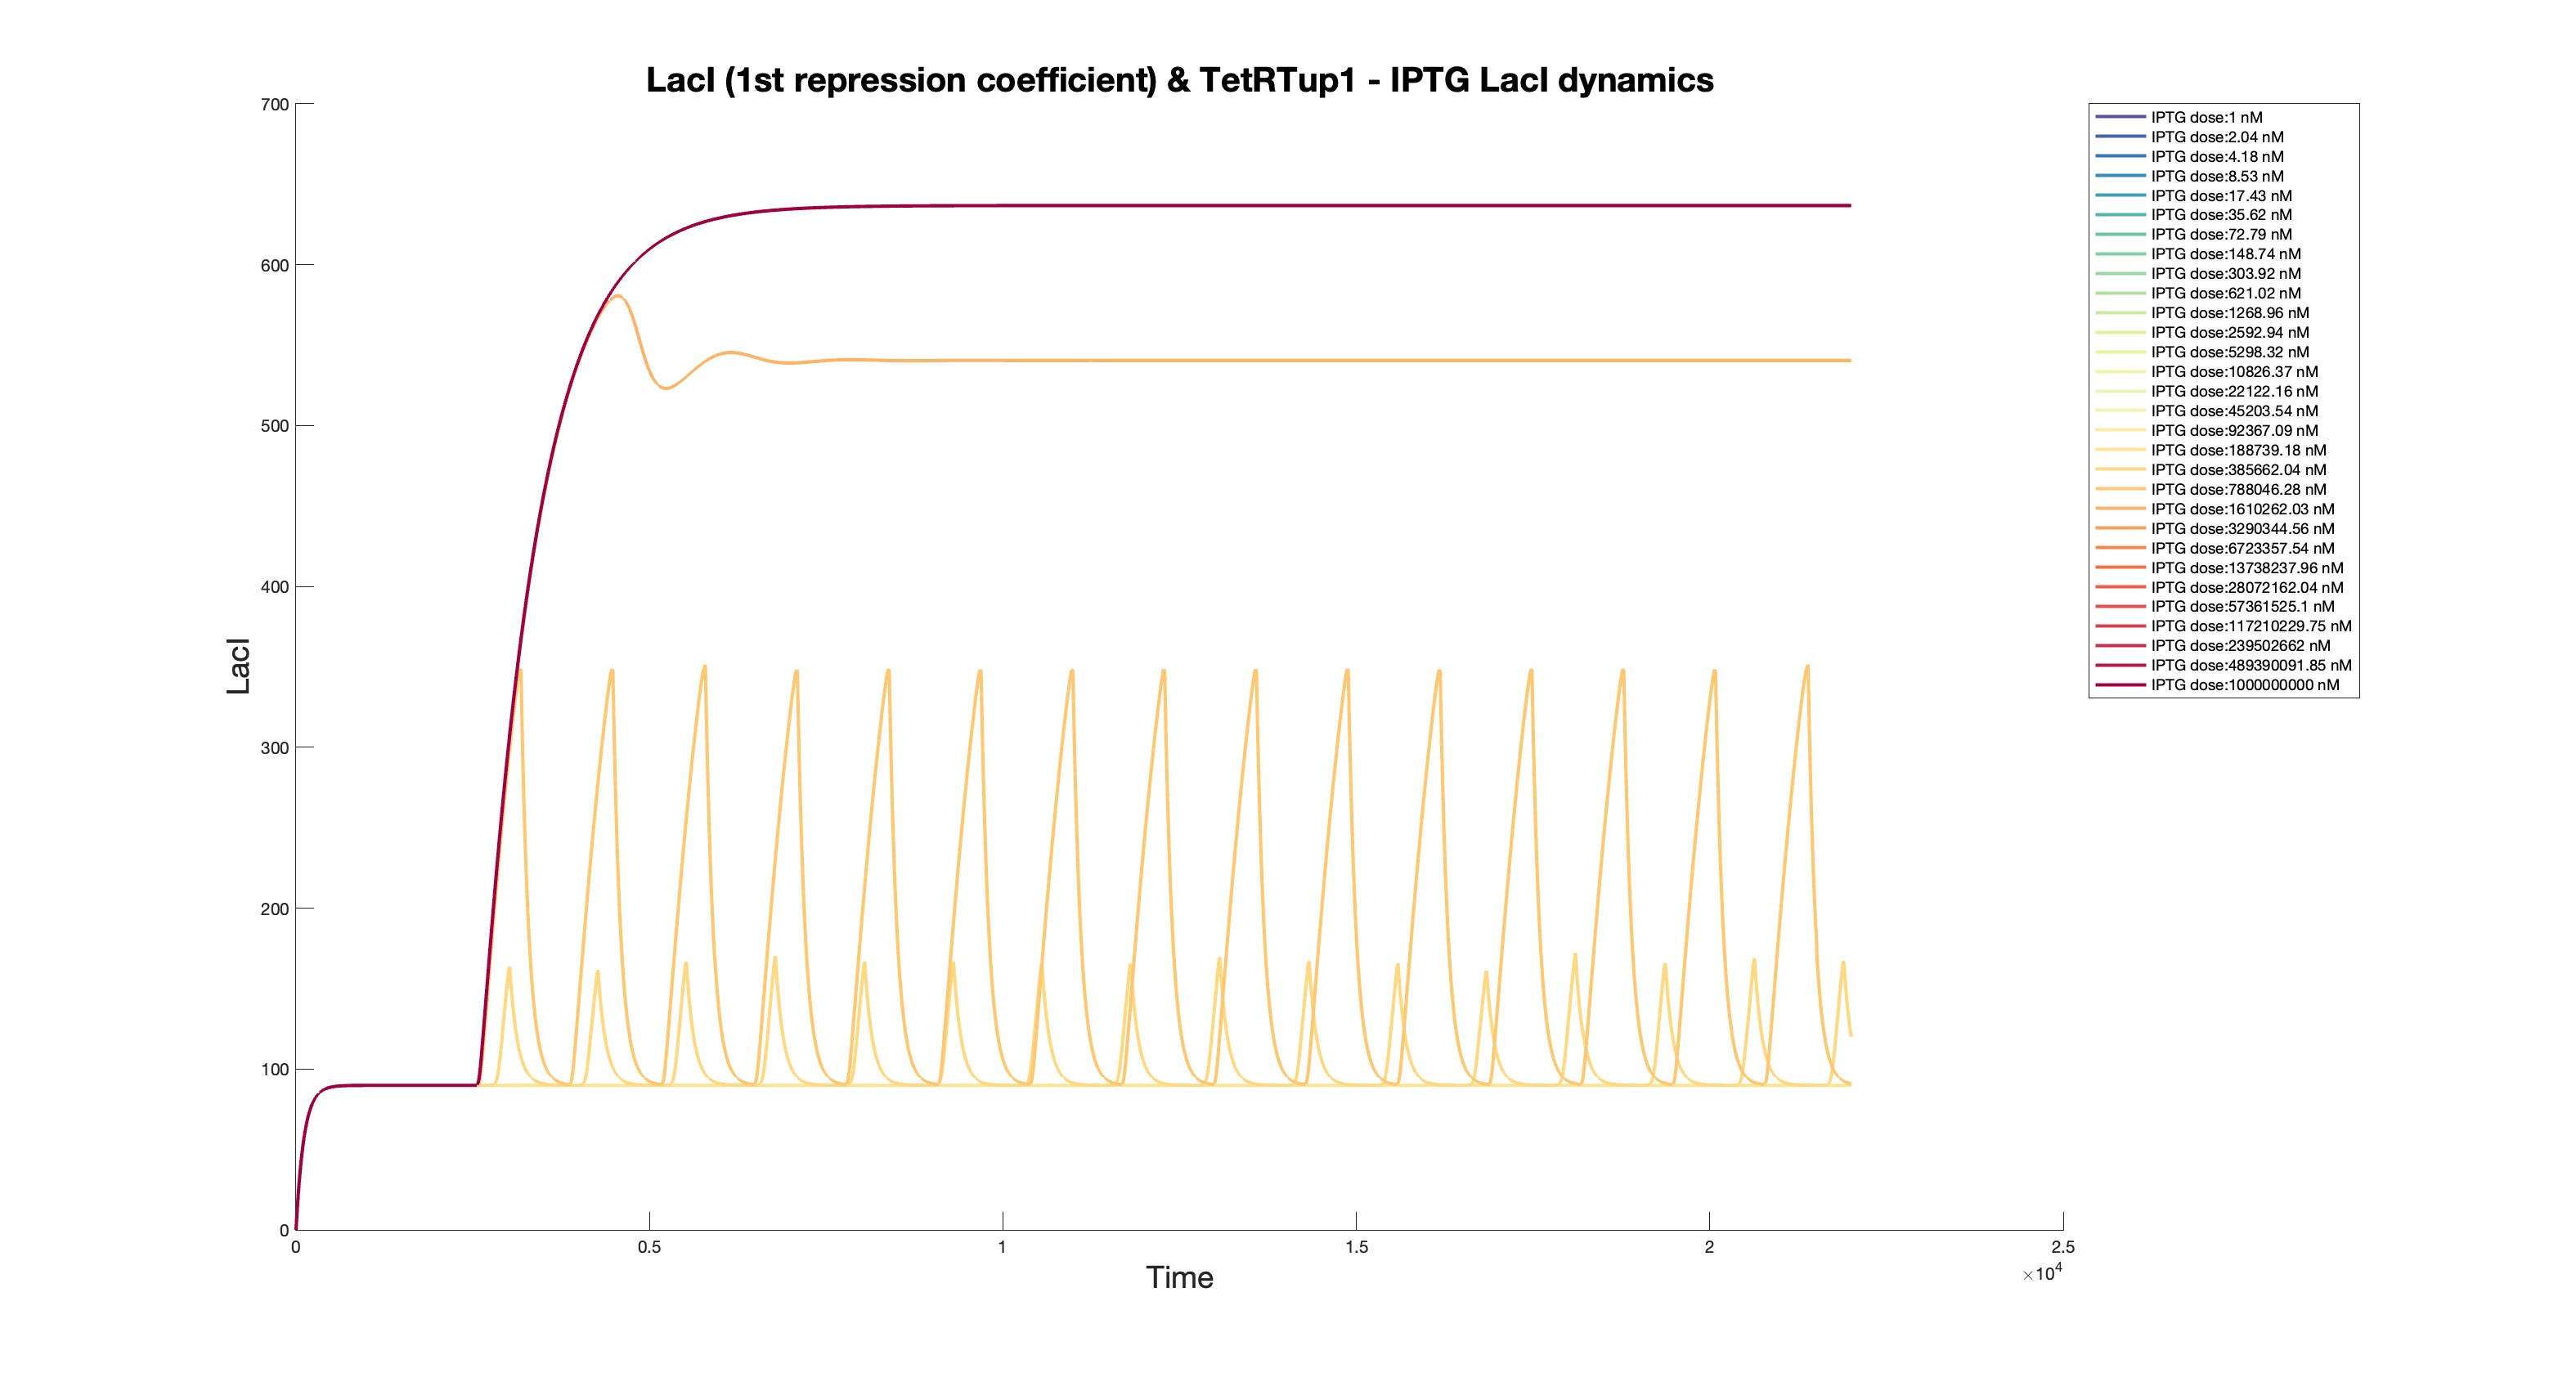 LacI (1st repression coefficient) & TetRTup1 - IPTG LacI dynamics
700
600
500
400
300
200
100
0
LacI
0
0.5
1
1.5
2
2.5
×10^4
Time
IPTG dose:1 nM
IPTG dose:2.04 nM
IPTG dose:4.18 nM
IPTG dose:8.53 nM
IPTG dose:17.43 nM
IPTG dose:35.62 nM
IPTG dose:72.79 nM
IPTG dose:148.74 nM
IPTG dose:303.92 nM
IPTG dose:621.02 nM
IPTG dose:1268.96 nM
IPTG dose:2592.94 nM
IPTG dose:5298.32 nM
IPTG dose:10826.37 nM
IPTG dose:22122.16 nM
IPTG dose:45203.54 nM
IPTG dose:92367.09 nM
IPTG dose:188739.18 nM
IPTG dose:385662.04 nM
IPTG dose:788046.28 nM
IPTG dose:1610262.03 nM
IPTG dose:3290344.56 nM
IPTG dose:6723357.54 nM
IPTG dose:13738237.96 nM
IPTG dose:28072162.04 nM
IPTG dose:57361525.1 nM
IPTG dose:117210229.75 nM
IPTG dose:239502662 nM
IPTG dose:489390091.85 nM
IPTG dose:1000000000 nM